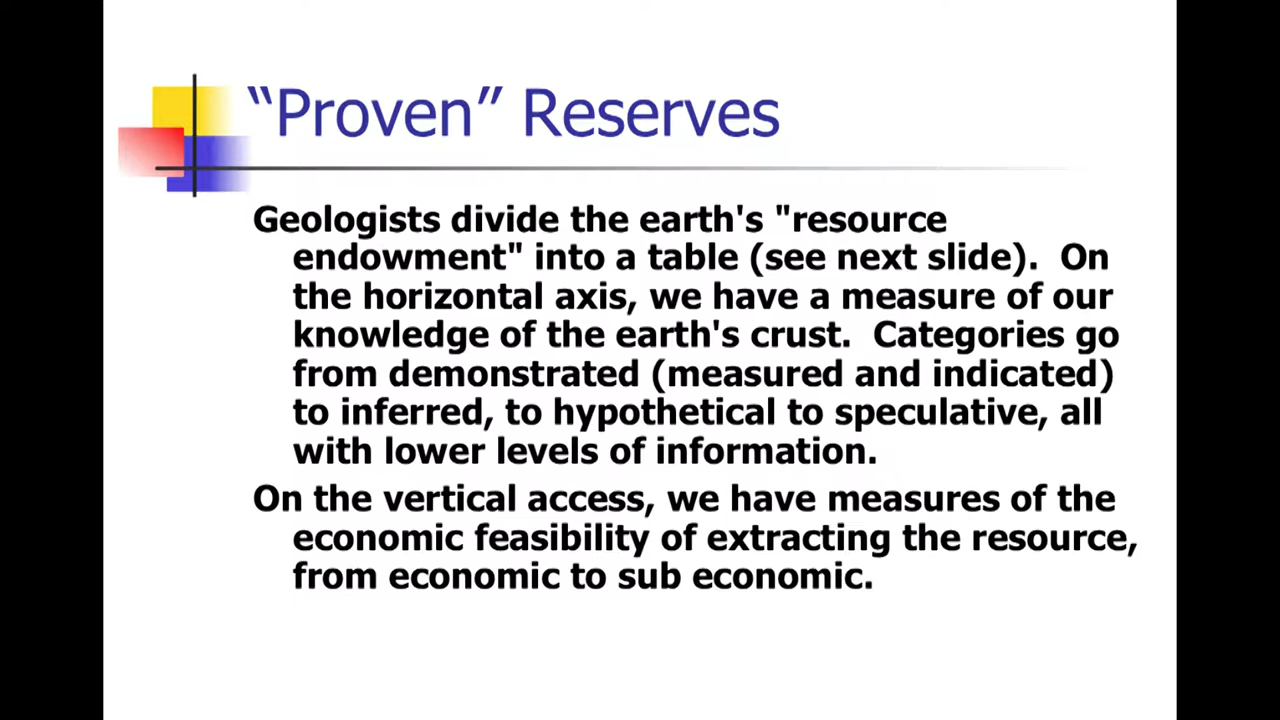 “Proven” Reserves
Geologists divide the earth's "resource
endowment" into a table (see next slide).  On
the horizontal axis, we have a measure of our
knowledge of the earth's crust.  Categories go
from demonstrated (measured and indicated)
to inferred, to hypothetical to speculative, all
with lower levels of information.
On the vertical access, we have measures of the
economic feasibility of extracting the resource,
from economic to sub economic.